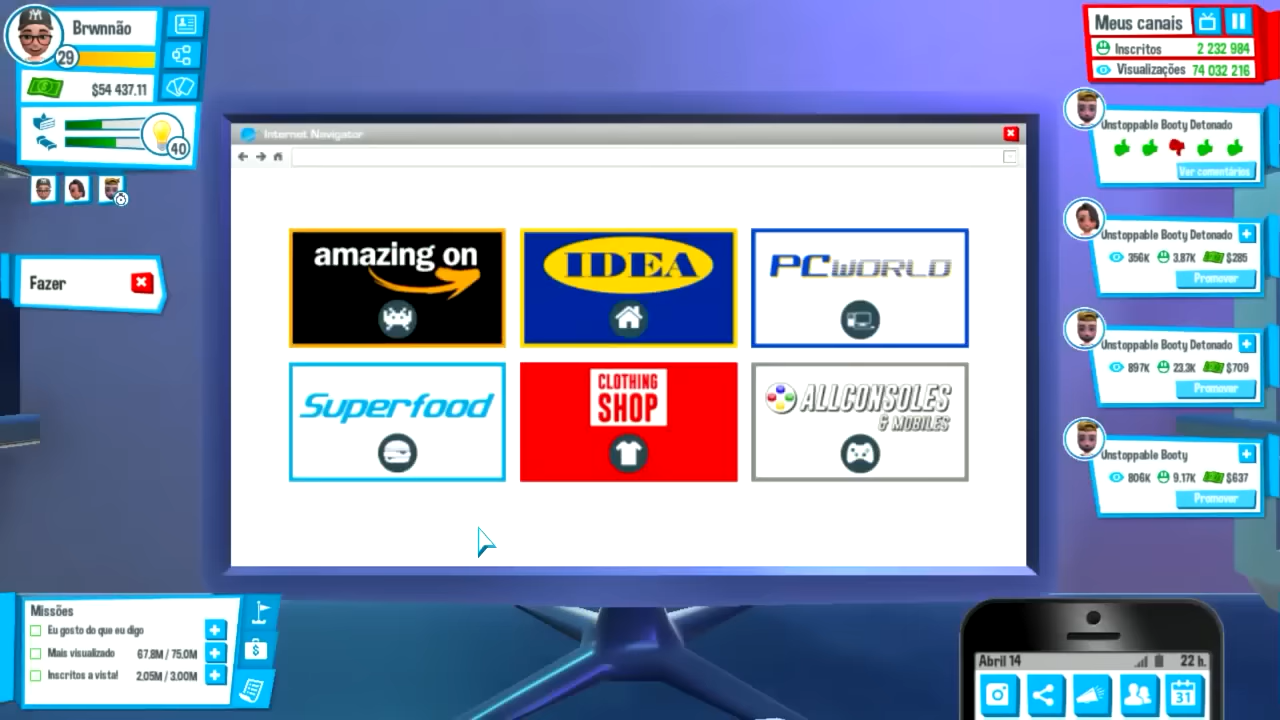 Brwnnão
29
$54 437.11
40
Fazer
Internet Navigator
amazing on
IDEA
PC WORLD
Superfood
CLOTHING
SHOP
ALLCONSOLES
& MOBILES
Meus canais
Inscritos 2 232 984
Visualizações 74 032 216
Unstoppable Booty Detonado
Ver comentários
Unstoppable Booty Detonado
356K 3.87K $285
Promover
Unstoppable Booty Detonado
897K 23.3K $709
Promover
Unstoppable Booty
806K 9.17K $637
Promover
Missões
Eu gosto do que eu digo
Mais visualizado 67.8M / 75.0M
Inscritos a vista! 2.05M / 3.00M
Abril 14 22 h.
31